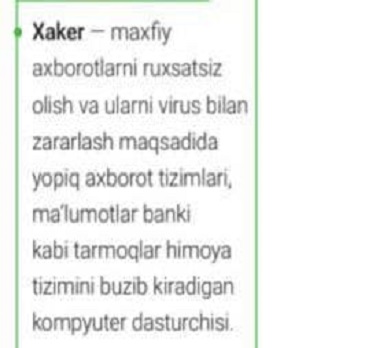 Xaker – maxfiy
axborotlarni ruxsatsiz
olish va ularni virus bilan
zararlash maqsadida
yopiq axborot tizimlari,
ma’lumotlar banki
kabi tarmoqlar himoya
tizimini buzib kiradigan
kompyuter dasturchisi.